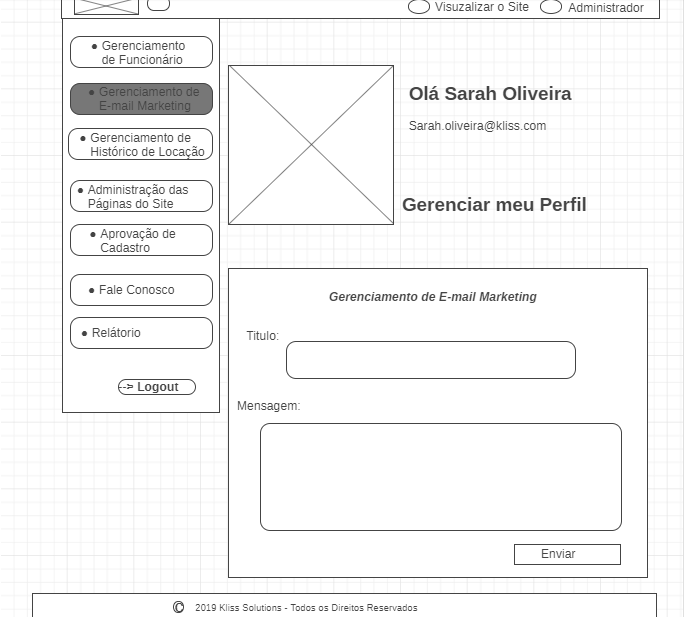 Visuzalizar o Site
Administrador
● Gerenciamento
de Funcionário
● Gerenciamento de
E-mail Marketing
● Gerenciamento de
Histórico de Locação
● Administração das
Páginas do Site
● Aprovação de
Cadastro
● Fale Conosco
● Relátorio
--> Logout
Olá Sarah Oliveira
Sarah.oliveira@kliss.com
Gerenciar meu Perfil
Gerenciamento de E-mail Marketing
Titulo:
Mensagem:
Enviar
© 2019 Kliss Solutions - Todos os Direitos Reservados